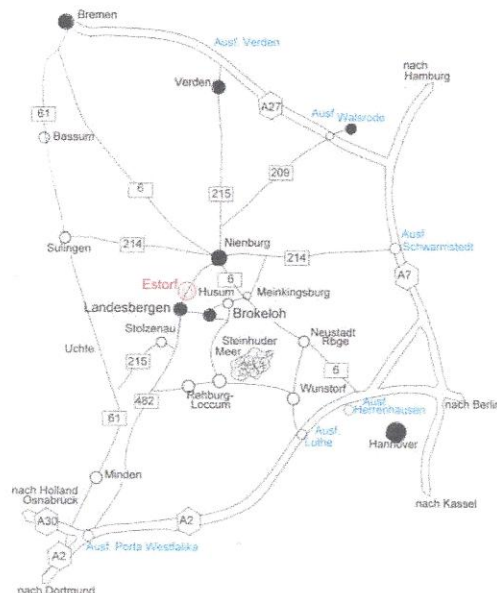 Bremen
Ausf. Verden
nach
Hamburg
Verden
A27
61
Ausf.
Walsrode
Bassum
6
209
215
Sulingen
214
Nienburg
214
Ausf.
Schwarmstedt
Estorf
6
A7
Husum
Meinkingsburg
Landesbergen
Brokeloh
Stolzenau
Steinhuder
Meer
Neustadt
Rbge
Uchte
215
6
482
Rehburg-
Loccum
Wunstorf
nach Berlin
61
Ausf.
Herrenhausen
Ausf.
Luthe
Hannover
Minden
nach Holland
Osnabrück
nach Kassel
A30
A2
Ausf. Porta Westfalika
A2
nach Dortmund